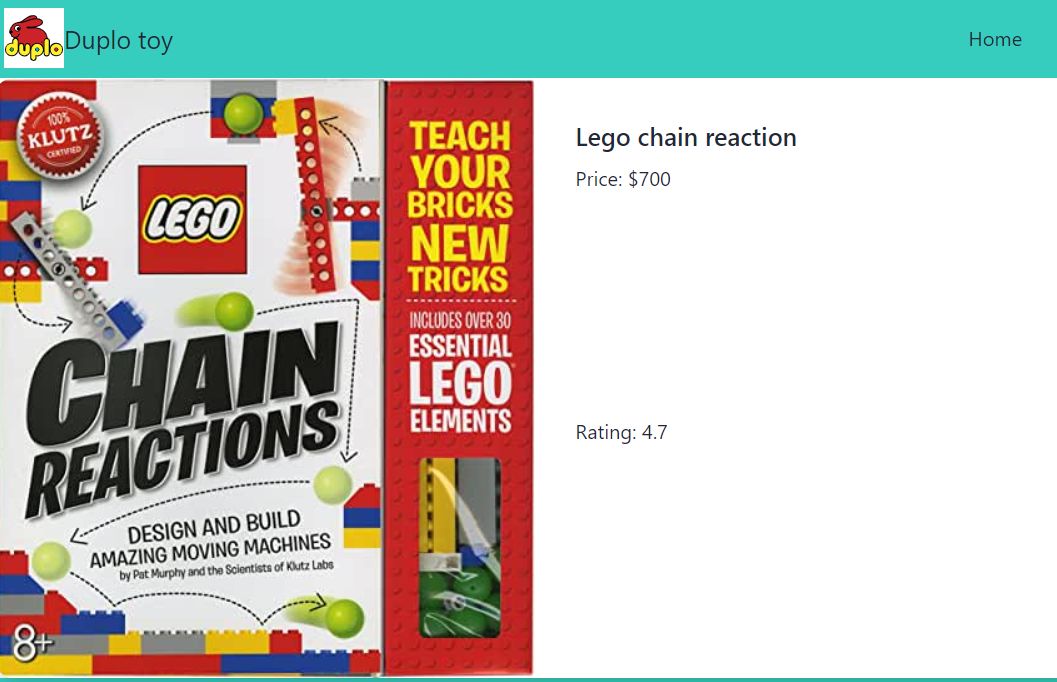 duplo Duplo toy
Home
100%
KLUTZ
CERTIFIED
LEGO
CHAIN
REACTIONS
DESIGN AND BUILD
AMAZING MOVING MACHINES
by Pat Murphy and the Scientists of Klutz Labs
8+
TEACH
YOUR
BRICKS
NEW
TRICKS
INCLUDES OVER 30
ESSENTIAL
LEGO
ELEMENTS
Lego chain reaction
Price: $700
Rating: 4.7